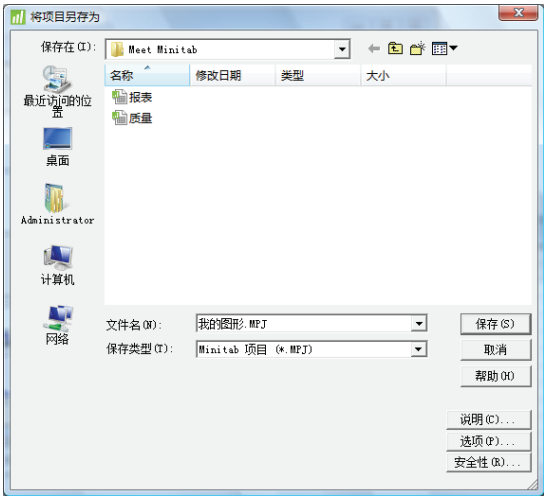 将项目另存为
保存在(I):
Meet Minitab
名称
修改日期
类型
大小
报表
质量
最近访问的位
置
桌面
Administrator
计算机
网络
文件名(N):
我的图形.MPJ
保存(S)
保存类型(T):
Minitab 项目 (*.MPJ)
取消
帮助(H)
说明(C)...
选项(P)...
安全性(R)...